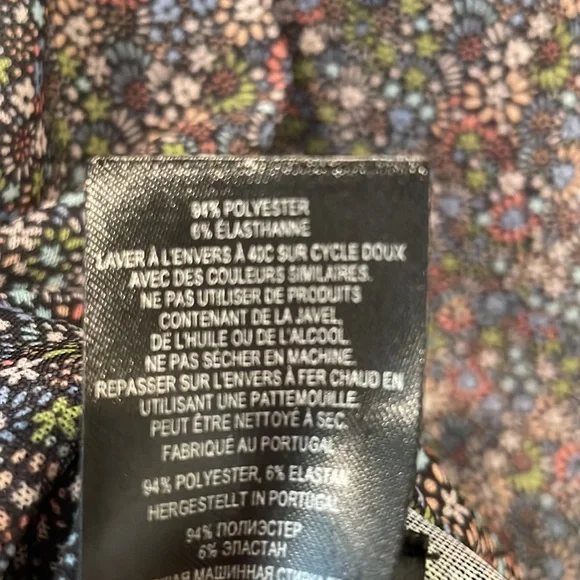 94% POLYESTER
6% ÉLASTHANNE
LAVER À L'ENVERS À 40C SUR CYCLE DOUX
AVEC DES COULEURS SIMILAIRES.
NE PAS UTILISER DE PRODUITS
CONTENANT DE LA JAVEL,
DE L'HUILE OU DE L'ALCOOL.
NE PAS SÉCHER EN MACHINE.
REPASSER SUR L'ENVERS À FER CHAUD EN
UTILISANT UNE PATTEMOUILLE.
PEUT ÊTRE NETTOYÉ À SEC.
FABRIQUÉ AU PORTUGAL
94% POLYESTER, 6% ELASTAN
HERGESTELLT IN PORTUGAL
94% ПОЛИЭСТЕР
6% ЭЛАСТАН
МАШИННАЯ